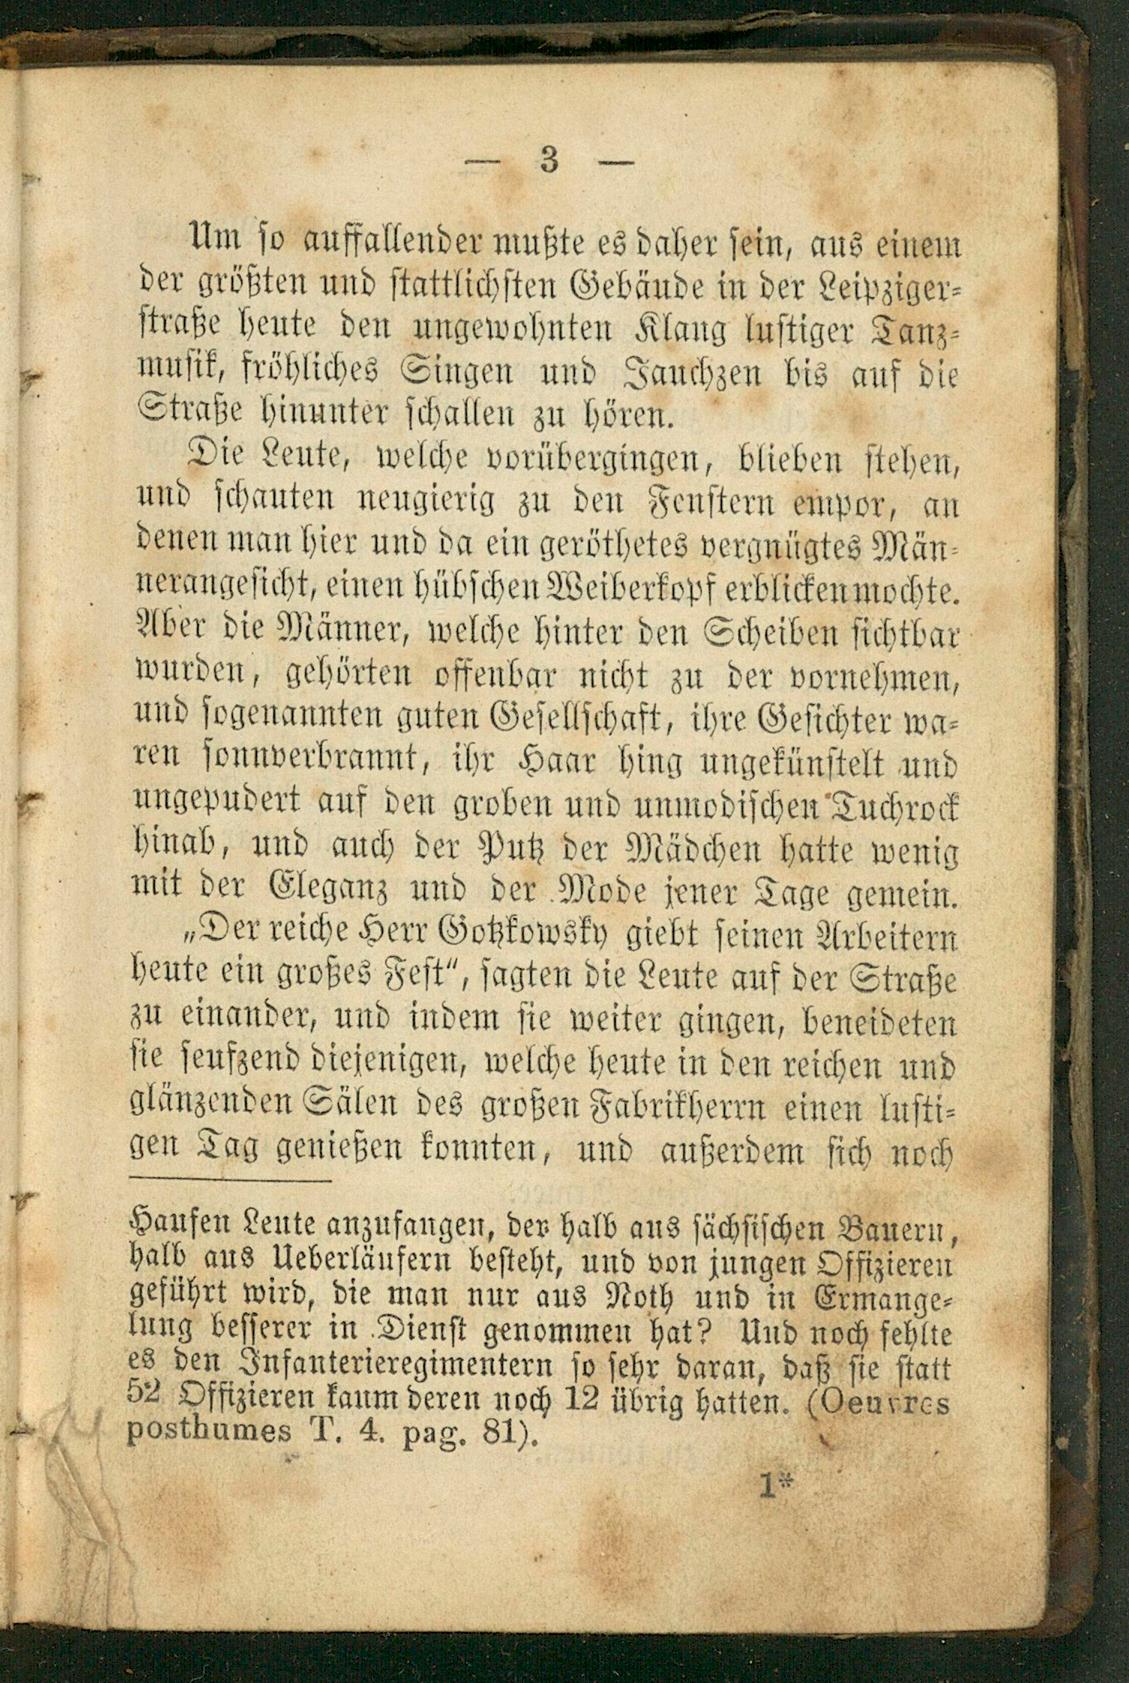 — 3 —
Um so auffallender mußte es daher sein, aus einem
der größten und stattlichsten Gebäude in der Leipziger-
straße heute den ungewohnten Klang lustiger Tanz-
musik, fröhliches Singen und Jauchzen bis auf die
Straße hinunter schallen zu hören.
Die Leute, welche vorübergingen, blieben stehen,
und schauten neugierig zu den Fenstern empor, an
denen man hier und da ein geröthetes vergnügtes Män-
nerangesicht, einen hübschen Weiberkopf erblicken mochte.
Aber die Männer, welche hinter den Scheiben sichtbar
wurden, gehörten offenbar nicht zu der vornehmen,
und sogenannten guten Gesellschaft, ihre Gesichter wa-
ren sonnverbrannt, ihr Haar hing ungekünstelt und
ungepudert auf den groben und unmodischen Tuchrock
hinab, und auch der Putz der Mädchen hatte wenig
mit der Eleganz und der Mode jener Tage gemein.
„Der reiche Herr Gotzkowsky giebt seinen Arbeitern
heute ein großes Fest“, sagten die Leute auf der Straße
zu einander, und indem sie weiter gingen, beneideten
sie seufzend diejenigen, welche heute in den reichen und
glänzenden Sälen des großen Fabrikherrn einen lusti-
gen Tag genießen konnten, und außerdem sich noch
Haufen Leute anzufangen, der halb aus sächsischen Bauern,
halb aus Ueberläufern besteht, und von jungen Offizieren
geführt wird, die man nur aus Noth und in Ermange-
lung besserer in Dienst genommen hat? Und noch fehlte
es den Infanterieregimentern so sehr daran, daß sie statt
52 Offizieren kaum deren noch 12 übrig hatten. (Oeuvres
posthumes T. 4. pag. 81).
1*